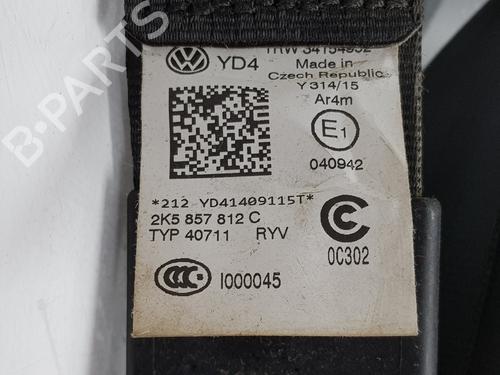 B-PARTS
YD4
Made in
Czech Republic
Y 314/15
Ar4m
E1
040942
*212 YD41409115T*
2K5 857 812 C
TYP 40711 RYV
0C302
I000045